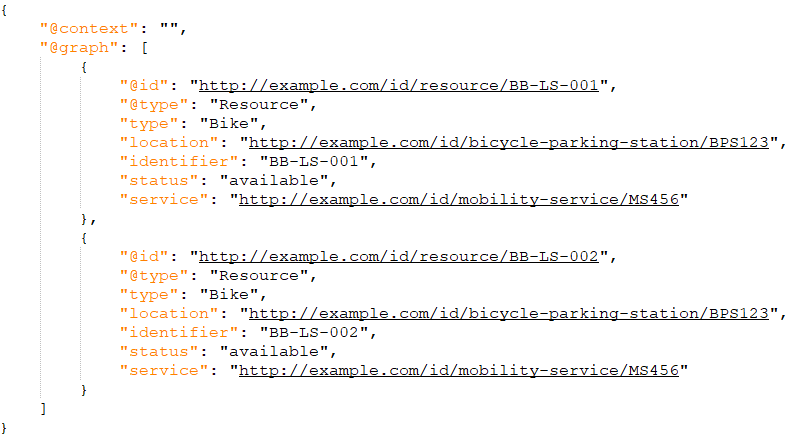 {
    "@context": "",
    "@graph": [
        {
            "@id": "http://example.com/id/resource/BB-LS-001",
            "@type": "Resource",
            "type": "Bike",
            "location": "http://example.com/id/bicycle-parking-station/BPS123",
            "identifier": "BB-LS-001",
            "status": "available",
            "service": "http://example.com/id/mobility-service/MS456"
        },
        {
            "@id": "http://example.com/id/resource/BB-LS-002",
            "@type": "Resource",
            "type": "Bike",
            "location": "http://example.com/id/bicycle-parking-station/BPS123",
            "identifier": "BB-LS-002",
            "status": "available",
            "service": "http://example.com/id/mobility-service/MS456"
        }
    ]
}